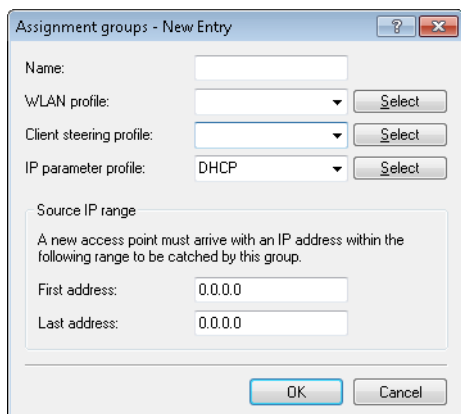 Assignment groups - New Entry
Name:
WLAN profile: Select
Client steering profile: Select
IP parameter profile: DHCP Select
Source IP range
A new access point must arrive with an IP address within the
following range to be catched by this group.
First address: 0.0.0.0
Last address: 0.0.0.0
OK Cancel